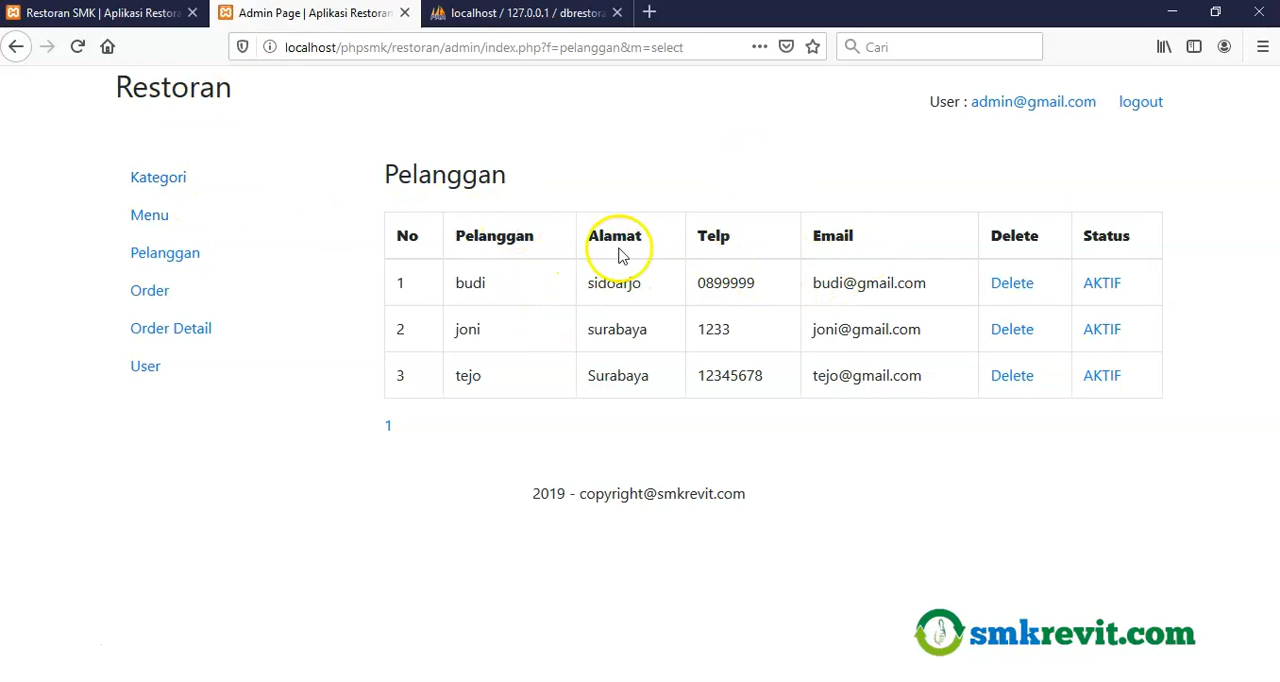 Restoran SMK | Aplikasi Restora
Admin Page | Aplikasi Restoran
localhost / 127.0.0.1 / dbrestora
localhost/phpsmk/restoran/admin/index.php?f=pelanggan&m=select
Cari
Restoran
User : admin@gmail.com logout
Kategori
Menu
Pelanggan
Order
Order Detail
User
Pelanggan
No Pelanggan Alamat Telp Email Delete Status
1 budi sidoarjo 0899999 budi@gmail.com Delete AKTIF
2 joni surabaya 1233 joni@gmail.com Delete AKTIF
3 tejo Surabaya 12345678 tejo@gmail.com Delete AKTIF
1
2019 - copyright@smkrevit.com
smkrevit.com